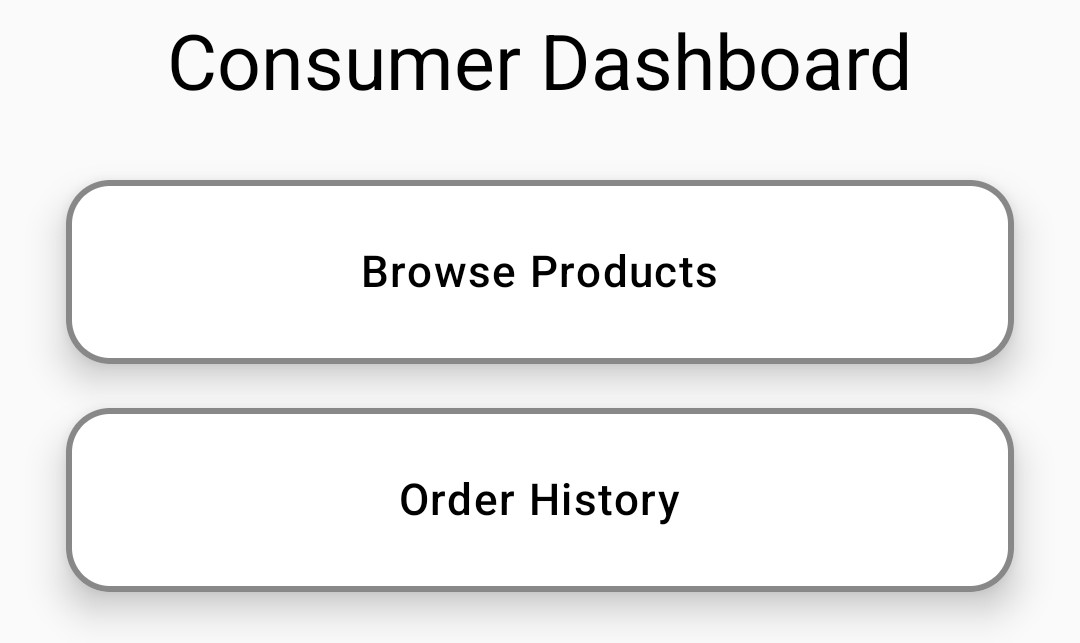 Consumer Dashboard
Browse Products
Order History